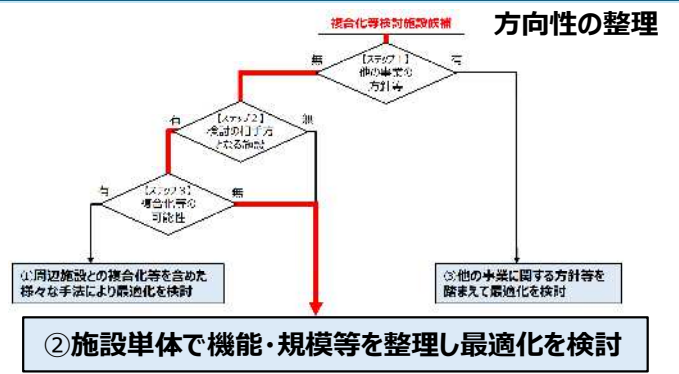 方向性の整理
複合化等検討施設候補
無
【ステップ1】
他の事業の
方針等
有
有
【ステップ2】
検討の相手方
となる施設
無
有
【ステップ3】
複合化等の
可能性
無
①周辺施設との複合化等を含めた
様々な手法により最適化を検討
③他の事業に関する方針等を
踏まえて最適化を検討
②施設単体で機能・規模等を整理し最適化を検討